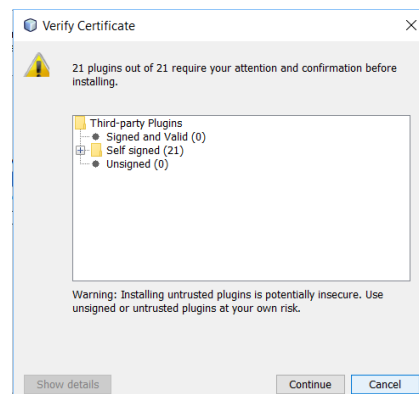 Verify Certificate
21 plugins out of 21 require your attention and confirmation before
installing.
Third-party Plugins
Signed and Valid (0)
Self signed (21)
Unsigned (0)
Warning: Installing untrusted plugins is potentially insecure. Use
unsigned or untrusted plugins at your own risk.
Show details Continue Cancel